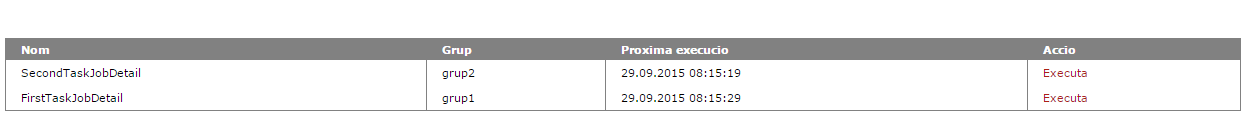 Nom Grup Proxima execucio Accio
SecondTaskJobDetail grup2 29.09.2015 08:15:19 Executa
FirstTaskJobDetail grup1 29.09.2015 08:15:29 Executa